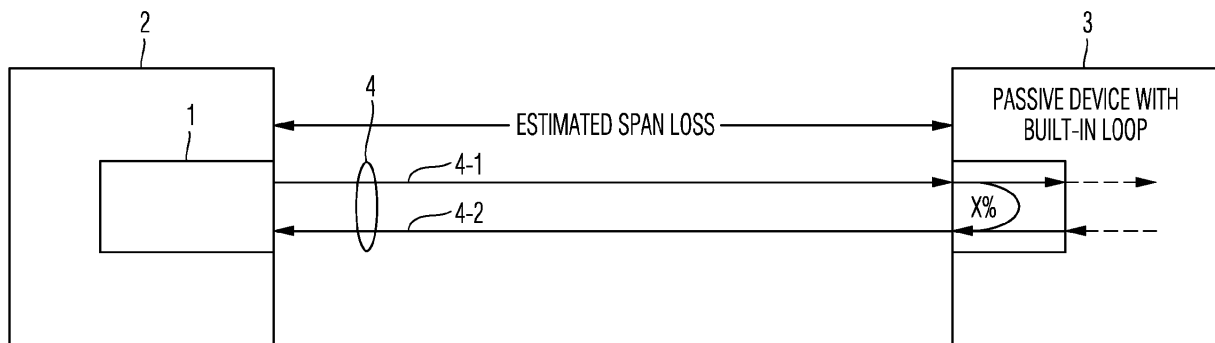 2
3
1
4
ESTIMATED SPAN LOSS
PASSIVE DEVICE WITH
BUILT-IN LOOP
4-1
4-2
X%